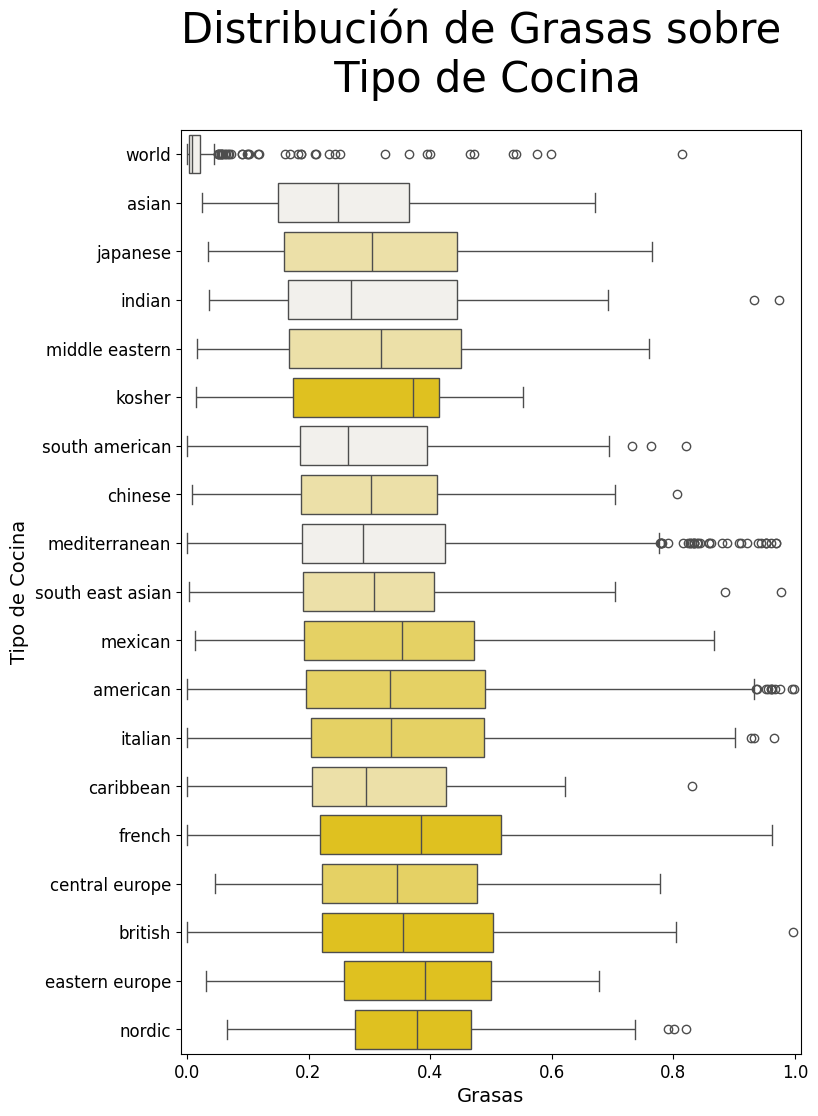 Distribución de Grasas sobre
Tipo de Cocina
world
asian
japanese
indian
middle eastern
kosher
south american
chinese
mediterranean
south east asian
mexican
american
italian
caribbean
french
central europe
british
eastern europe
nordic
Tipo de Cocina
0.0 0.2 0.4 0.6 0.8 1.0
Grasas